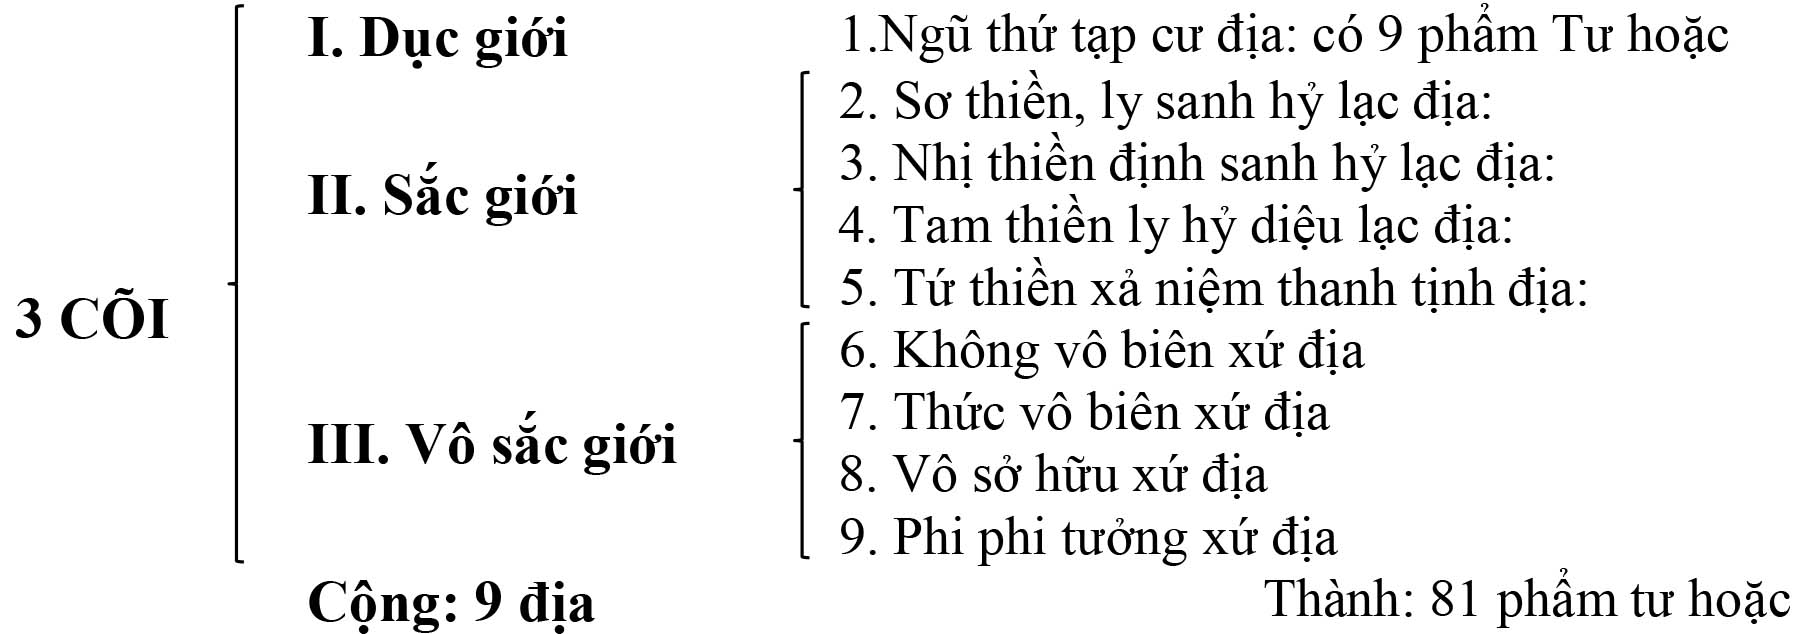 3 CÕI
I. Dục giới
1.Ngũ thứ tạp cư địa: có 9 phẩm Tư hoặc
II. Sắc giới
2. Sơ thiền, ly sanh hỷ lạc địa:
3. Nhị thiền định sanh hỷ lạc địa:
4. Tam thiền ly hỷ diệu lạc địa:
5. Tứ thiền xả niệm thanh tịnh địa:
III. Vô sắc giới
6. Không vô biên xứ địa
7. Thức vô biên xứ địa
8. Vô sở hữu xứ địa
9. Phi phi tưởng xứ địa
Cộng: 9 địa
Thành: 81 phẩm tư hoặc